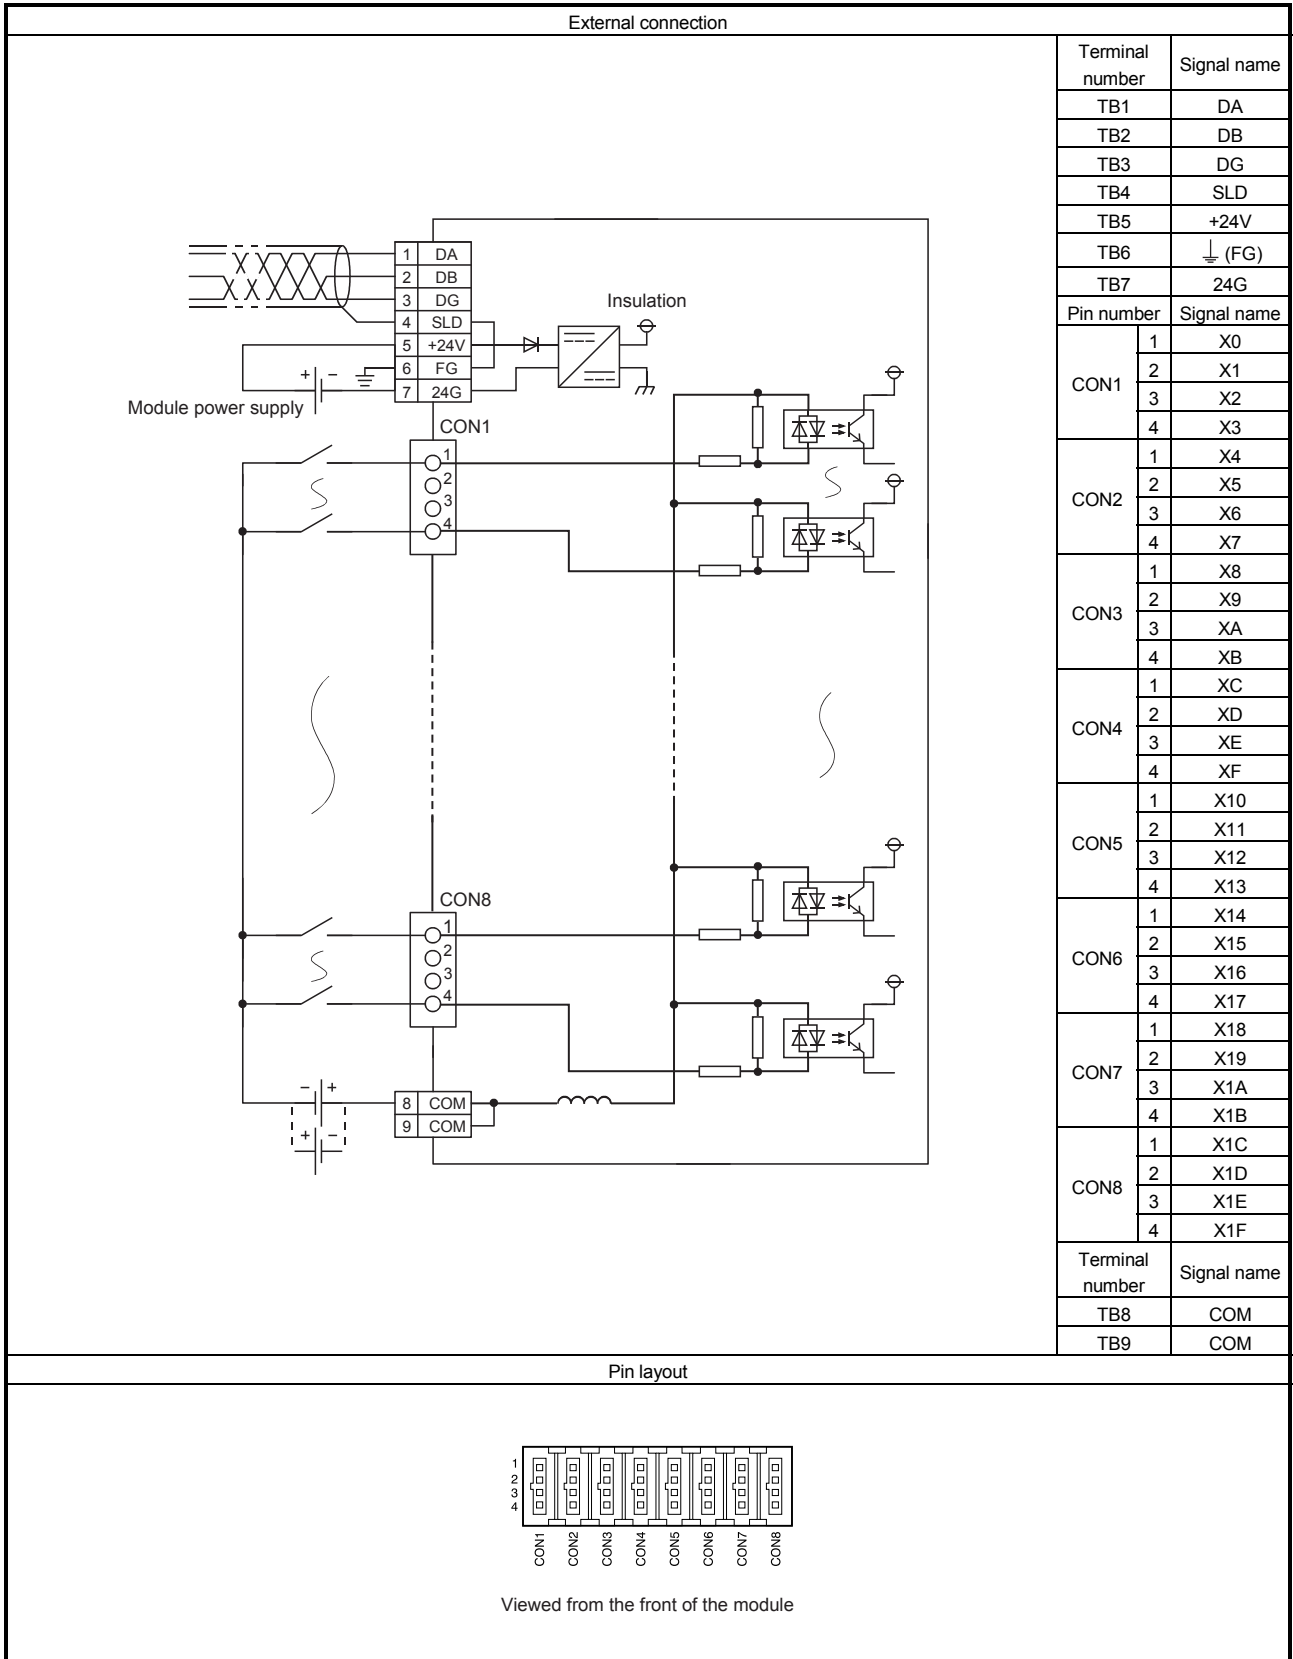 External connection
Terminal number Signal name
TB1 DA
TB2 DB
TB3 DG
TB4 SLD
TB5 +24V
TB6 (FG)
TB7 24G
Pin number Signal name
CON1
1 X0
2 X1
3 X2
4 X3
CON2
1 X4
2 X5
3 X6
4 X7
CON3
1 X8
2 X9
3 XA
4 XB
CON4
1 XC
2 XD
3 XE
4 XF
CON5
1 X10
2 X11
3 X12
4 X13
CON6
1 X14
2 X15
3 X16
4 X17
CON7
1 X18
2 X19
3 X1A
4 X1B
CON8
1 X1C
2 X1D
3 X1E
4 X1F
Terminal number Signal name
TB8 COM
TB9 COM
1 DA
2 DB
3 DG
4 SLD
5 +24V
6 FG
7 24G
Insulation
+ −
Module power supply
CON1
1
2
3
4
CON8
1
2
3
4
− +
8 COM
9 COM
+ −
Pin layout
1
2
3
4
CON1
CON2
CON3
CON4
CON5
CON6
CON7
CON8
Viewed from the front of the module